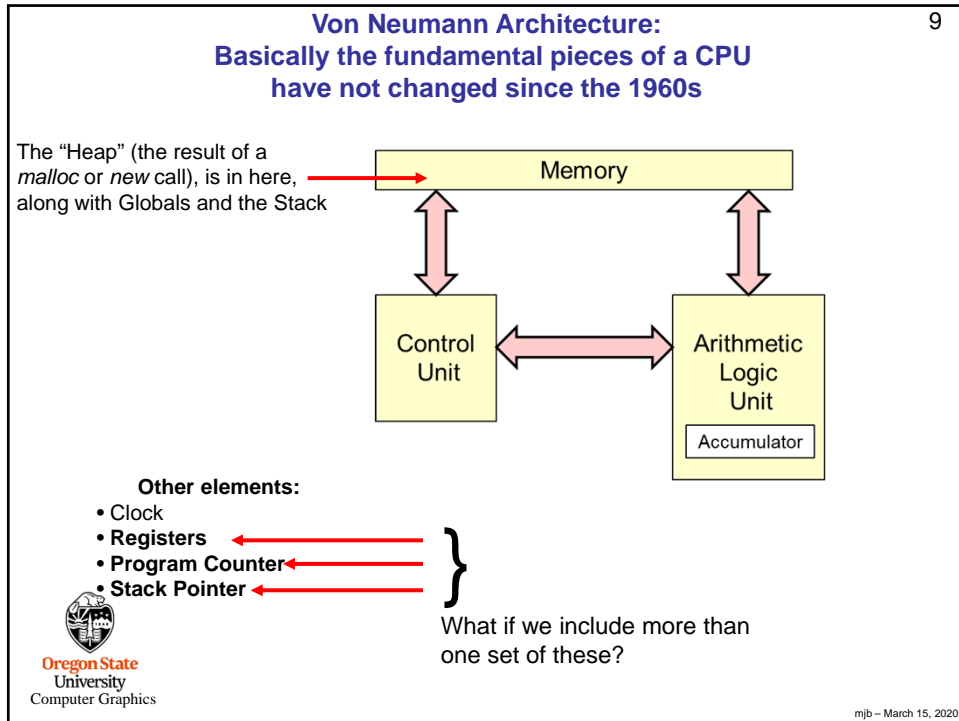 Von Neumann Architecture:
Basically the fundamental pieces of a CPU
have not changed since the 1960s
9
The “Heap” (the result of a
malloc or new call), is in here,
along with Globals and the Stack
Memory
Control
Unit
Arithmetic
Logic
Unit
Accumulator
Other elements:
• Clock
• Registers
• Program Counter
• Stack Pointer
}
What if we include more than
one set of these?
Oregon State
University
Computer Graphics
mjb – March 15, 2020